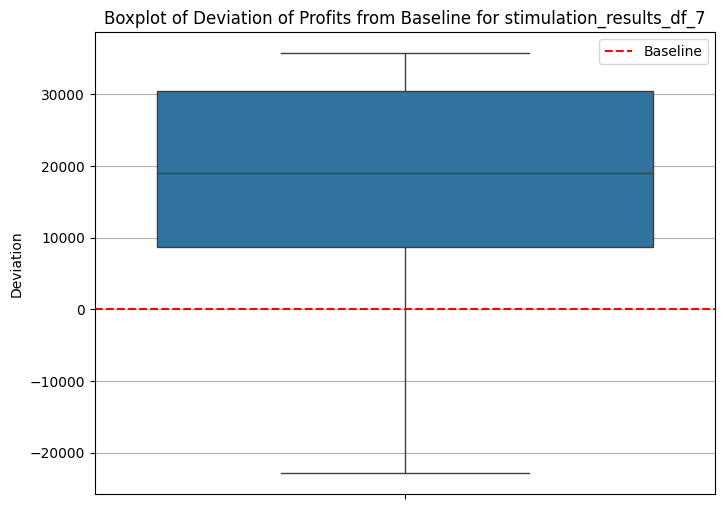 Boxplot of Deviation of Profits from Baseline for stimulation_results_df_7
Baseline
30000
20000
10000
0
−10000
−20000
Deviation